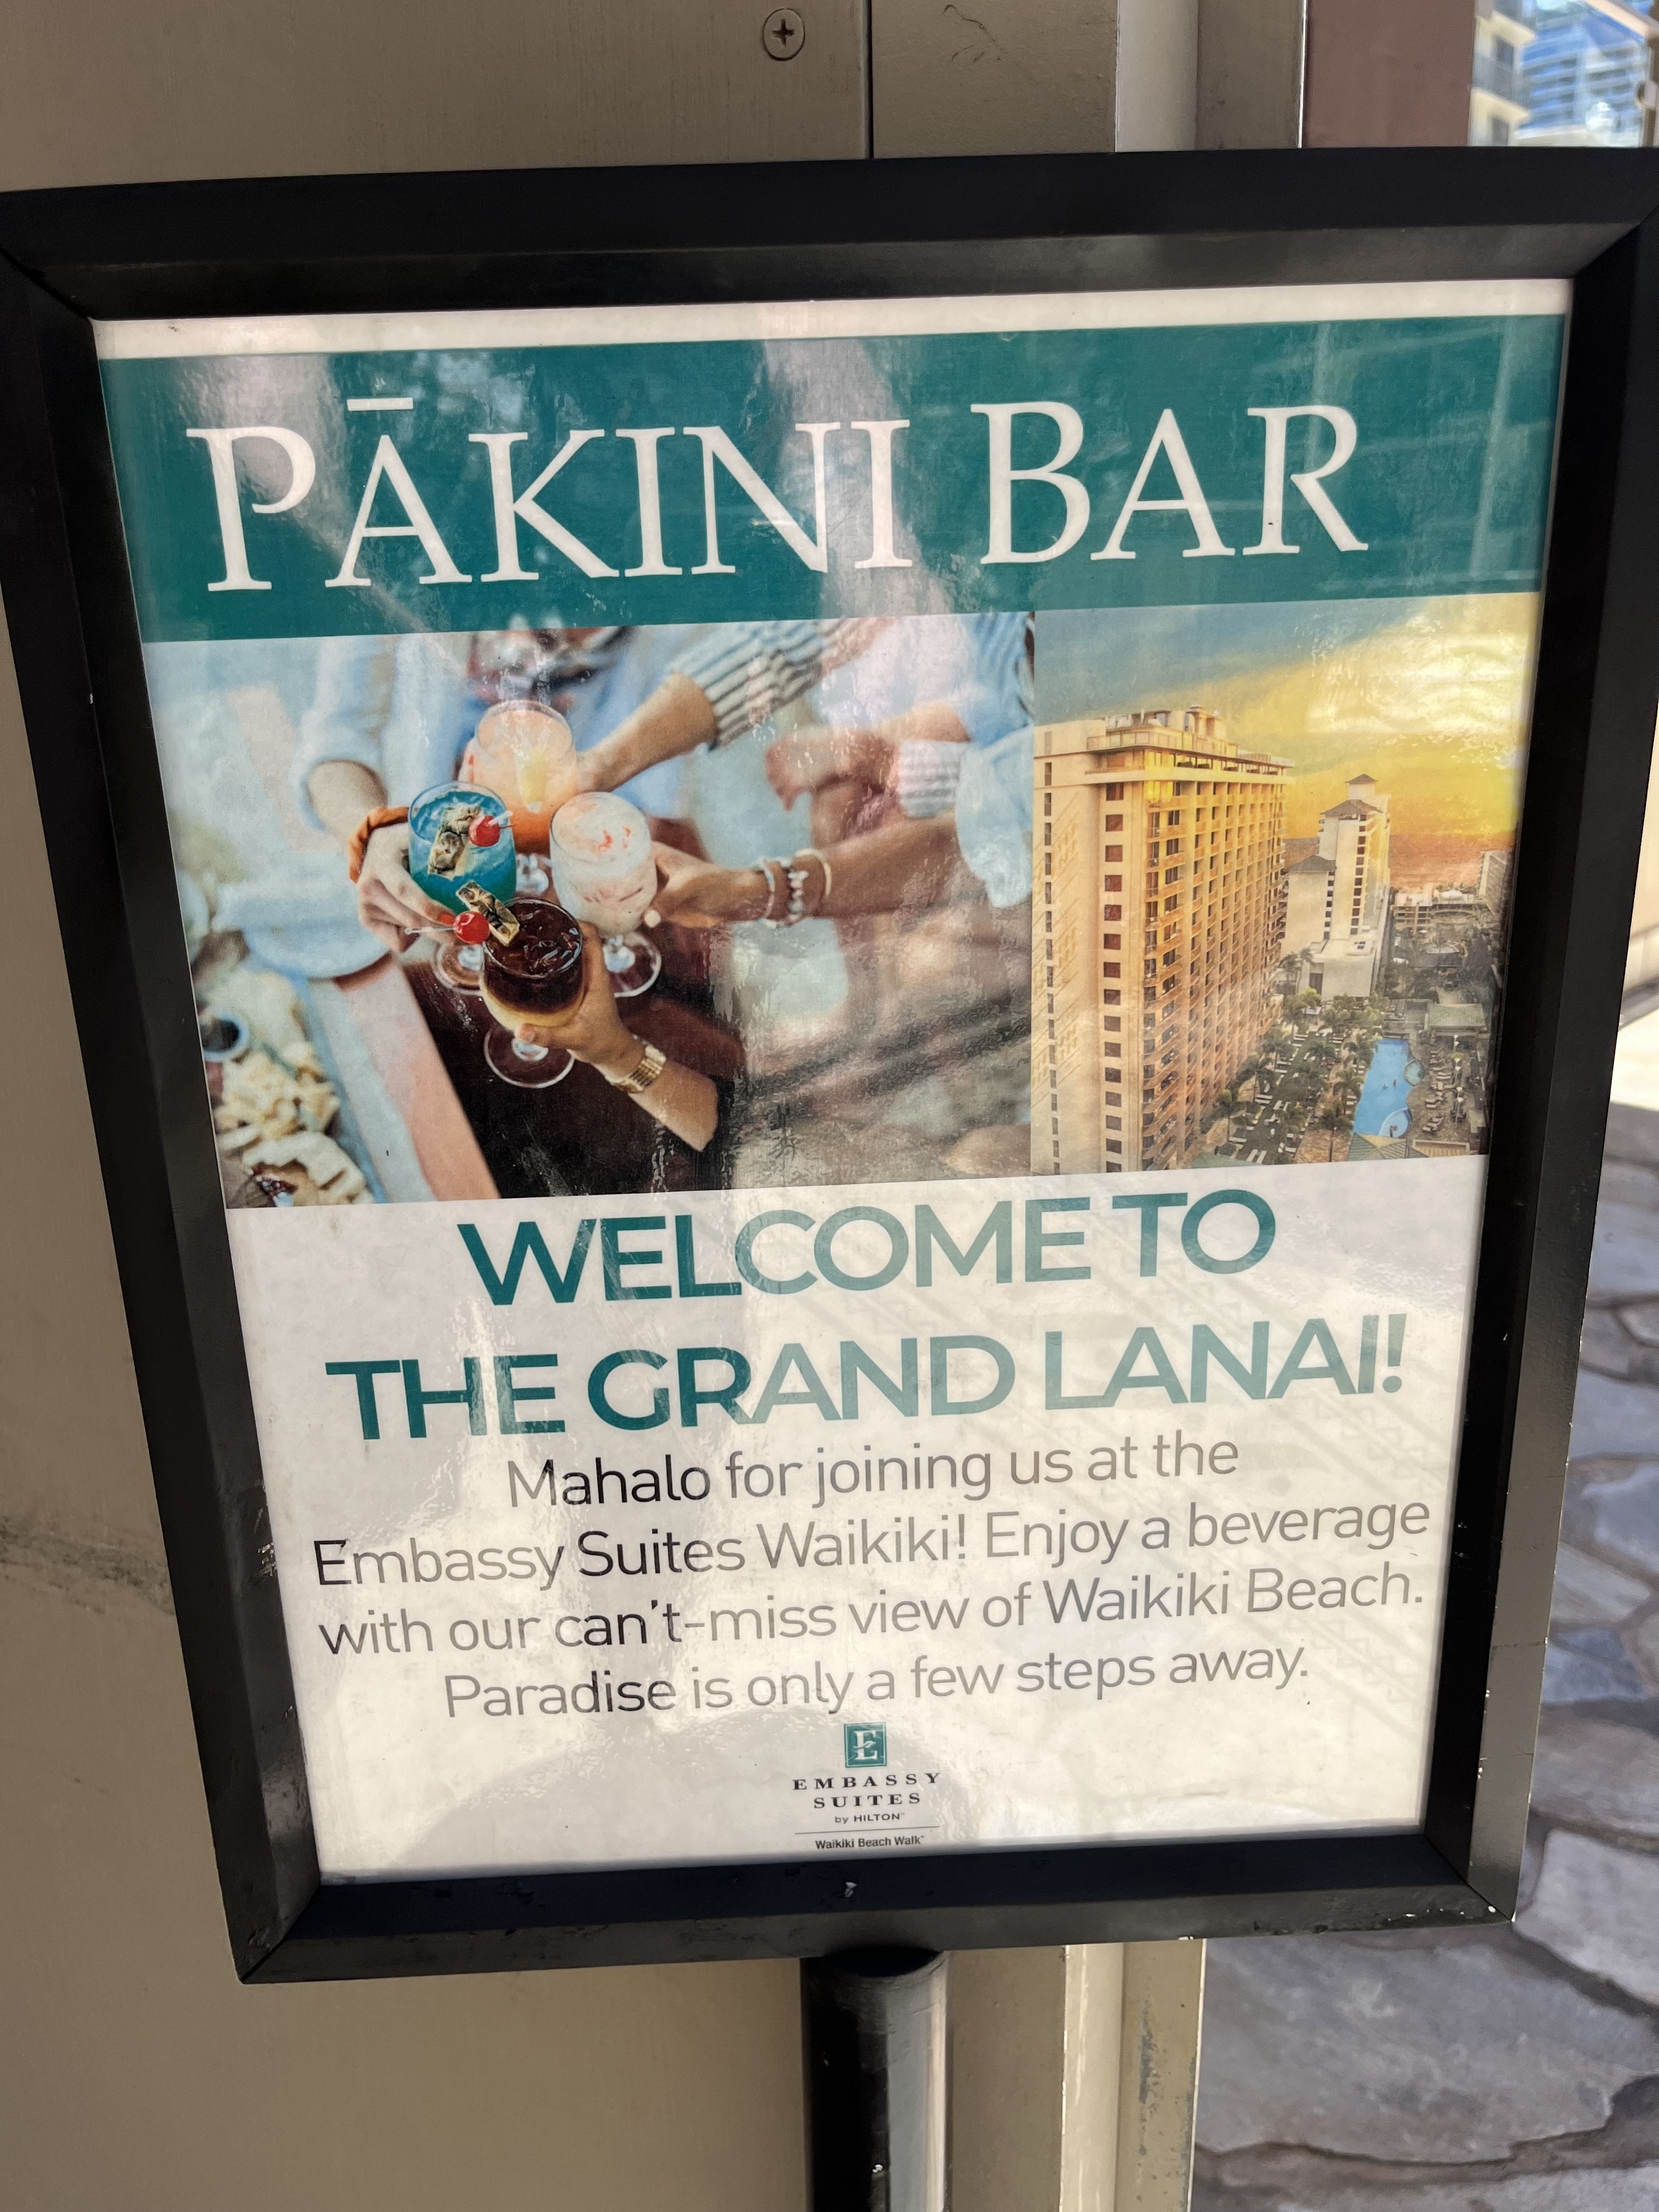 PĀKINI BAR
WELCOME TO
THE GRAND LANAI!
Mahalo for joining us at the
Embassy Suites Waikiki! Enjoy a beverage
with our can't-miss view of Waikiki Beach.
Paradise is only a few steps away.
E
EMBASSY
SUITES
by HILTON™
Waikiki Beach Walk®